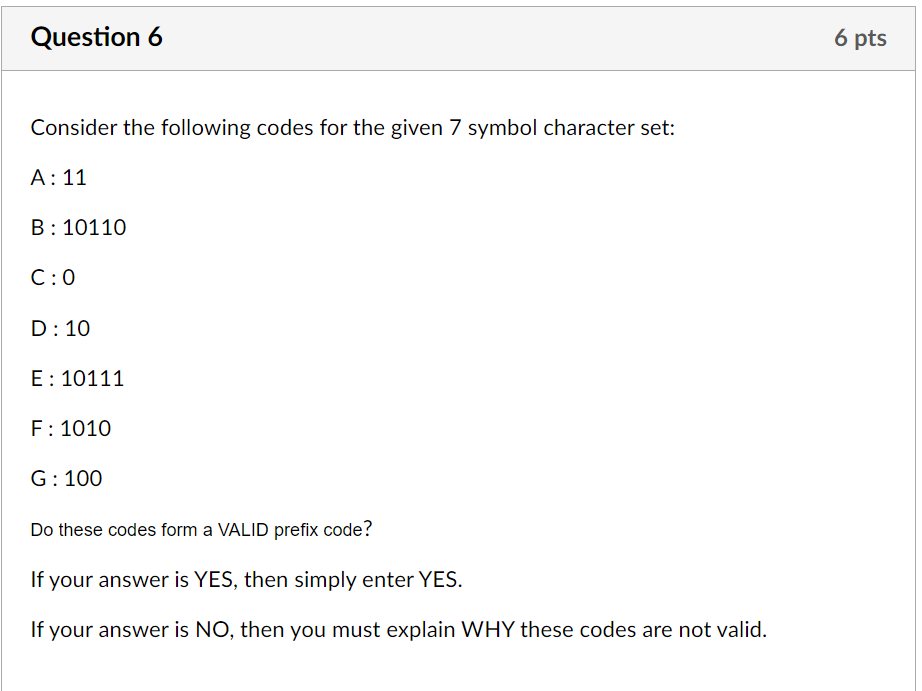 Question 6
6 pts
Consider the following codes for the given 7 symbol character set:
A : 11
B : 10110
C : 0
D : 10
E : 10111
F : 1010
G : 100
Do these codes form a VALID prefix code?
If your answer is YES, then simply enter YES.
If your answer is NO, then you must explain WHY these codes are not valid.